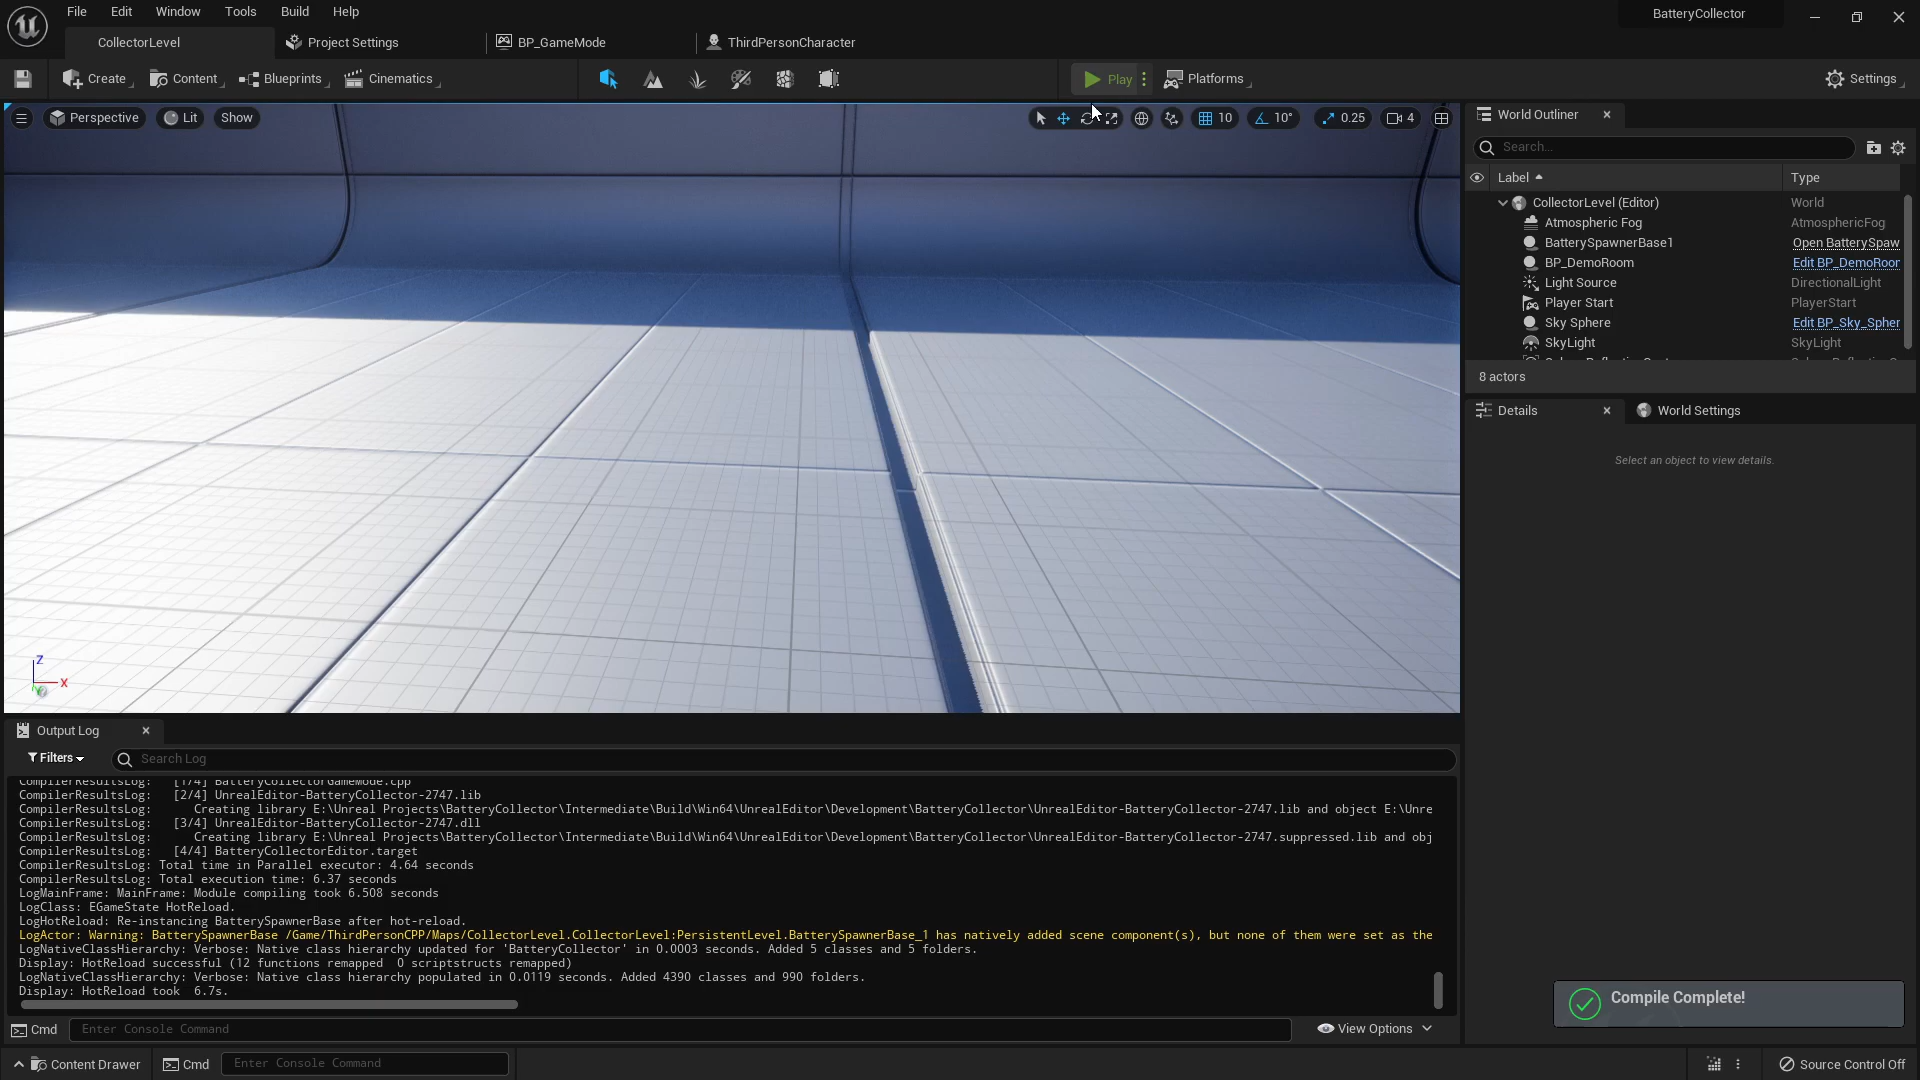 File Edit Window Tools Build Help
BatteryCollector
CollectorLevel Project Settings BP_GameMode ThirdPersonCharacter
Create Content Blueprints Cinematics Play Platforms Settings
Perspective Lit Show 10 10° 0.25 4
World Outliner
Search...
Label Type
CollectorLevel (Editor) World
Atmospheric Fog AtmosphericFog
BatterySpawnerBase1 Open BatterySpaw
BP_DemoRoom Edit BP_DemoRoor
Light Source DirectionalLight
Player Start PlayerStart
Sky Sphere Edit BP_Sky_Spher
SkyLight SkyLight
8 actors
Details World Settings
Select an object to view details.
Z
X
Y
Output Log
Filters Search Log
CompilerResultsLog: [1/4] BatteryCollectorGameMode.cpp
CompilerResultsLog: [2/4] UnrealEditor-BatteryCollector-2747.lib
CompilerResultsLog: Creating library E:\Unreal Projects\BatteryCollector\Intermediate\Build\Win64\UnrealEditor\Development\BatteryCollector\UnrealEditor-BatteryCollector-2747.lib and object E:\Unre
CompilerResultsLog: [3/4] UnrealEditor-BatteryCollector-2747.dll
CompilerResultsLog: Creating library E:\Unreal Projects\BatteryCollector\Intermediate\Build\Win64\UnrealEditor\Development\BatteryCollector\UnrealEditor-BatteryCollector-2747.suppressed.lib and obj
CompilerResultsLog: [4/4] BatteryCollectorEditor.target
CompilerResultsLog: Total time in Parallel executor: 4.64 seconds
CompilerResultsLog: Total execution time: 6.37 seconds
LogMainFrame: MainFrame: Module compiling took 6.508 seconds
LogClass: EGameState HotReload.
LogHotReload: Re-instancing BatterySpawnerBase after hot-reload.
LogActor: Warning: BatterySpawnerBase /Game/ThirdPersonCPP/Maps/CollectorLevel.CollectorLevel:PersistentLevel.BatterySpawnerBase_1 has natively added scene component(s), but none of them were set as the
LogNativeClassHierarchy: Verbose: Native class hierarchy updated for 'BatteryCollector' in 0.0003 seconds. Added 5 classes and 5 folders.
Display: HotReload successful (12 functions remapped 0 scriptstructs remapped)
LogNativeClassHierarchy: Verbose: Native class hierarchy populated in 0.0119 seconds. Added 4390 classes and 990 folders.
Display: HotReload took 6.7s.
Compile Complete!
Cmd Enter Console Command View Options
Content Drawer Cmd Enter Console Command Source Control Off